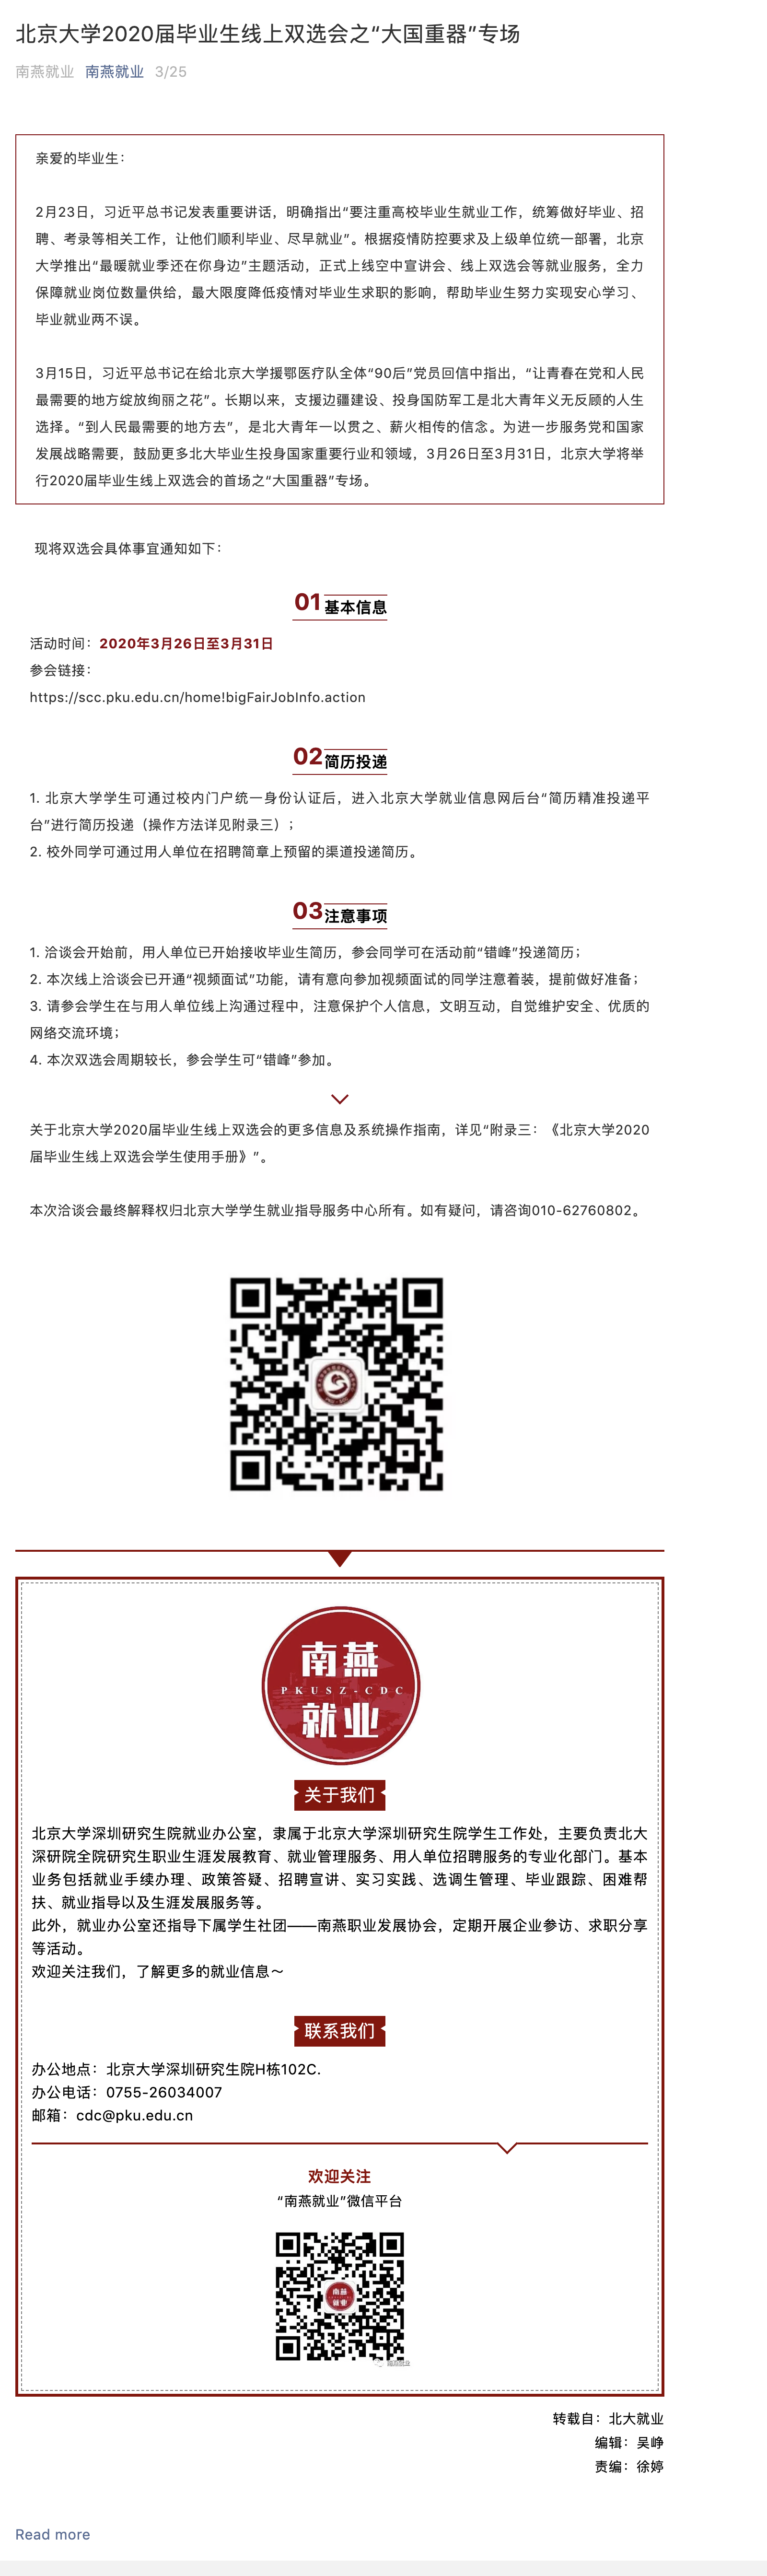 北京大学2020届毕业生线上双选会之“大国重器”专场
南燕就业 南燕就业 3/25
亲爱的毕业生：
2月23日，习近平总书记发表重要讲话，明确指出“要注重高校毕业生就业工作，统筹做好毕业、招
聘、考录等相关工作，让他们顺利毕业、尽早就业”。根据疫情防控要求及上级单位统一部署，北京
大学推出“最暖就业季还在你身边”主题活动，正式上线空中宣讲会、线上双选会等就业服务，全力
保障就业岗位数量供给，最大限度降低疫情对毕业生求职的影响，帮助毕业生努力实现安心学习、
毕业就业两不误。
3月15日，习近平总书记在给北京大学援鄂医疗队全体“90后”党员回信中指出，“让青春在党和人民
最需要的地方绽放绚丽之花”。长期以来，支援边疆建设、投身国防军工是北大青年义无反顾的人生
选择。“到人民最需要的地方去”，是北大青年一以贯之、薪火相传的信念。为进一步服务党和国家
发展战略需要，鼓励更多北大毕业生投身国家重要行业和领域，3月26日至3月31日，北京大学将举
行2020届毕业生线上双选会的首场之“大国重器”专场。
现将双选会具体事宜通知如下：
01 基本信息
活动时间：2020年3月26日至3月31日
参会链接：
https://scc.pku.edu.cn/home!bigFairJobInfo.action
02 简历投递
1. 北京大学学生可通过校内门户统一身份认证后，进入北京大学就业信息网后台“简历精准投递平
台”进行简历投递（操作方法详见附录三）；
2. 校外同学可通过用人单位在招聘简章上预留的渠道投递简历。
03 注意事项
1. 洽谈会开始前，用人单位已开始接收毕业生简历，参会同学可在活动前“错峰”投递简历；
2. 本次线上洽谈会已开通“视频面试”功能，请有意向参加视频面试的同学注意着装，提前做好准备；
3. 请参会学生在与用人单位线上沟通过程中，注意保护个人信息，文明互动，自觉维护安全、优质的
网络交流环境；
4. 本次双选会周期较长，参会学生可“错峰”参加。
关于北京大学2020届毕业生线上双选会的更多信息及系统操作指南，详见“附录三：《北京大学2020
届毕业生线上双选会学生使用手册》”。
本次洽谈会最终解释权归北京大学学生就业指导服务中心所有。如有疑问，请咨询010-62760802。
南燕
PKUSZ-CDC
就业
关于我们
北京大学深圳研究生院就业办公室，隶属于北京大学深圳研究生院学生工作处，主要负责北大
深研院全院研究生职业生涯发展教育、就业管理服务、用人单位招聘服务的专业化部门。基本
业务包括就业手续办理、政策答疑、招聘宣讲、实习实践、选调生管理、毕业跟踪、困难帮
扶、就业指导以及生涯发展服务等。
此外，就业办公室还指导下属学生社团——南燕职业发展协会，定期开展企业参访、求职分享
等活动。
欢迎关注我们，了解更多的就业信息～
联系我们
办公地点：北京大学深圳研究生院H栋102C.
办公电话：0755-26034007
邮箱：cdc@pku.edu.cn
欢迎关注
“南燕就业”微信平台
南燕
就业
转载自：北大就业
编辑：吴峥
责编：徐婷
Read more